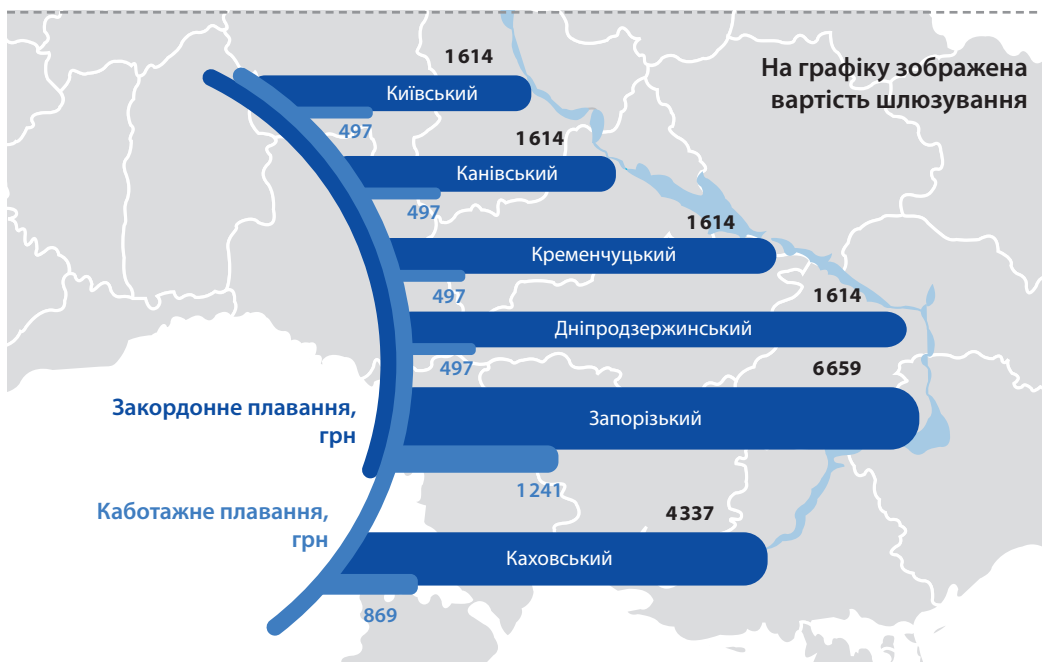 На графіку зображена
вартість шлюзування
1 614
Київський
497
1 614
Канівський
497
1 614
Кременчуцький
497
1 614
Дніпродзержинський
497
6 659
Запорізький
1 241
Закордонне плавання,
грн
Каботажне плавання,
грн
4 337
Каховський
869